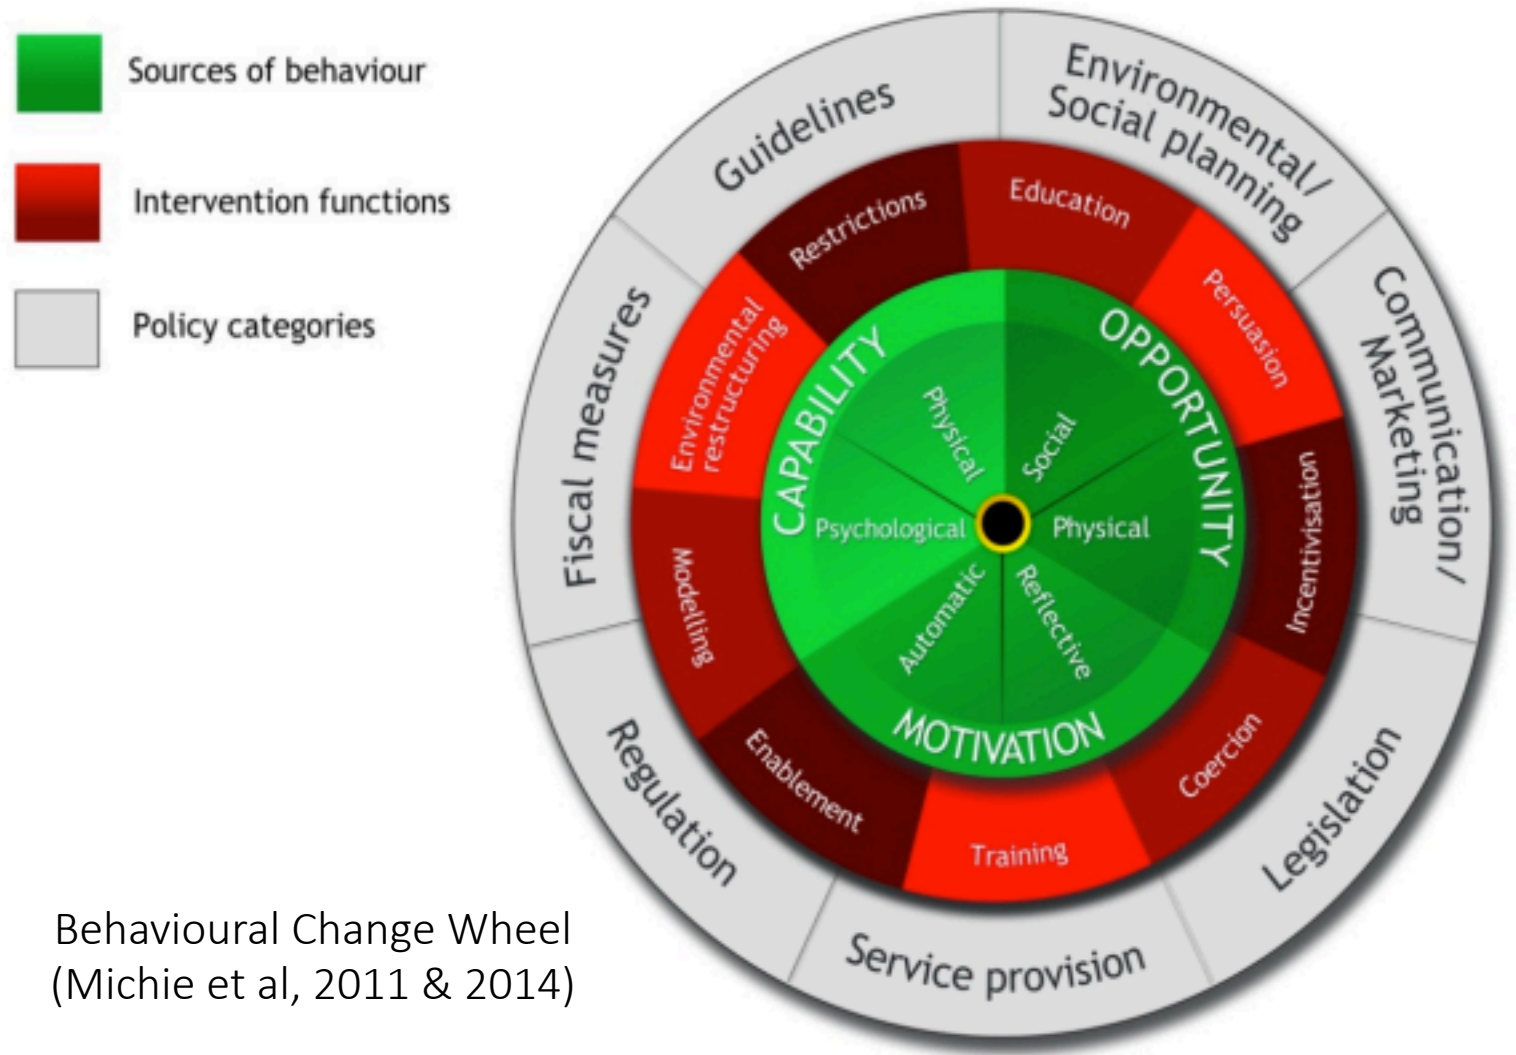 Sources of behaviour
Intervention functions
Policy categories
Guidelines
Environmental/
Social planning
Communication/
Marketing
Legislation
Service provision
Regulation
Fiscal measures
Restrictions
Education
Persuasion
Incentivisation
Coercion
Training
Enablement
Modelling
Environmental
restructuring
CAPABILITY
OPPORTUNITY
MOTIVATION
Physical
Social
Psychological
Physical
Automatic
Reflective
Behavioural Change Wheel
(Michie et al, 2011 & 2014)